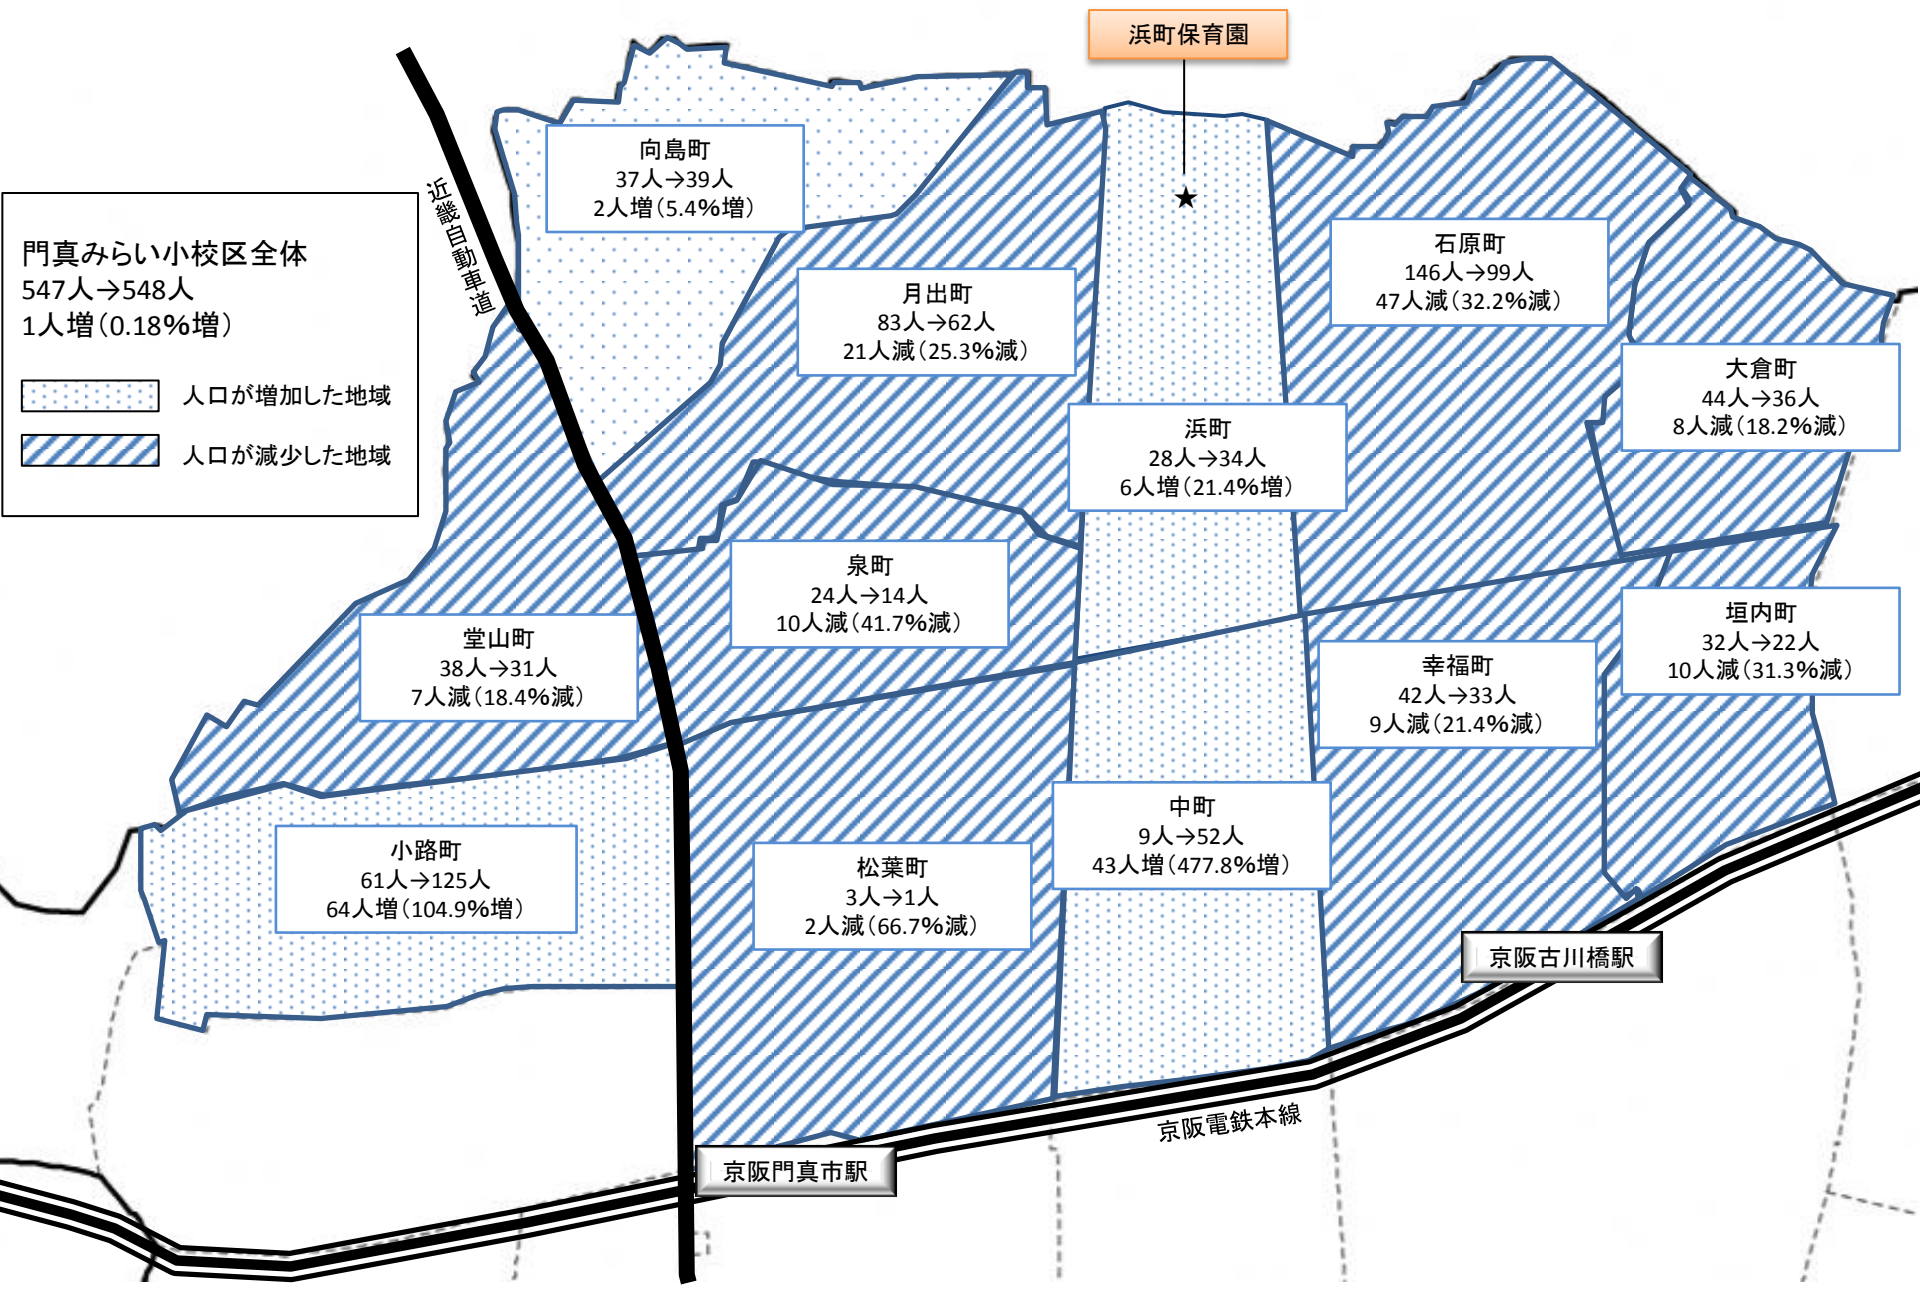 浜町保育園
向島町
37人→39人
2人増(5.4%増)
近畿自動車道
門真みらい小校区全体
547人→548人
1人増(0.18%増)
人口が増加した地域
人口が減少した地域
月出町
83人→62人
21人減(25.3%減)
石原町
146人→99人
47人減(32.2%減)
大倉町
44人→36人
8人減(18.2%減)
浜町
28人→34人
6人増(21.4%増)
泉町
24人→14人
10人減(41.7%減)
堂山町
38人→31人
7人減(18.4%減)
垣内町
32人→22人
10人減(31.3%減)
幸福町
42人→33人
9人減(21.4%減)
中町
9人→52人
43人増(477.8%増)
小路町
61人→125人
64人増(104.9%増)
松葉町
3人→1人
2人減(66.7%減)
京阪古川橋駅
京阪電鉄本線
京阪門真市駅